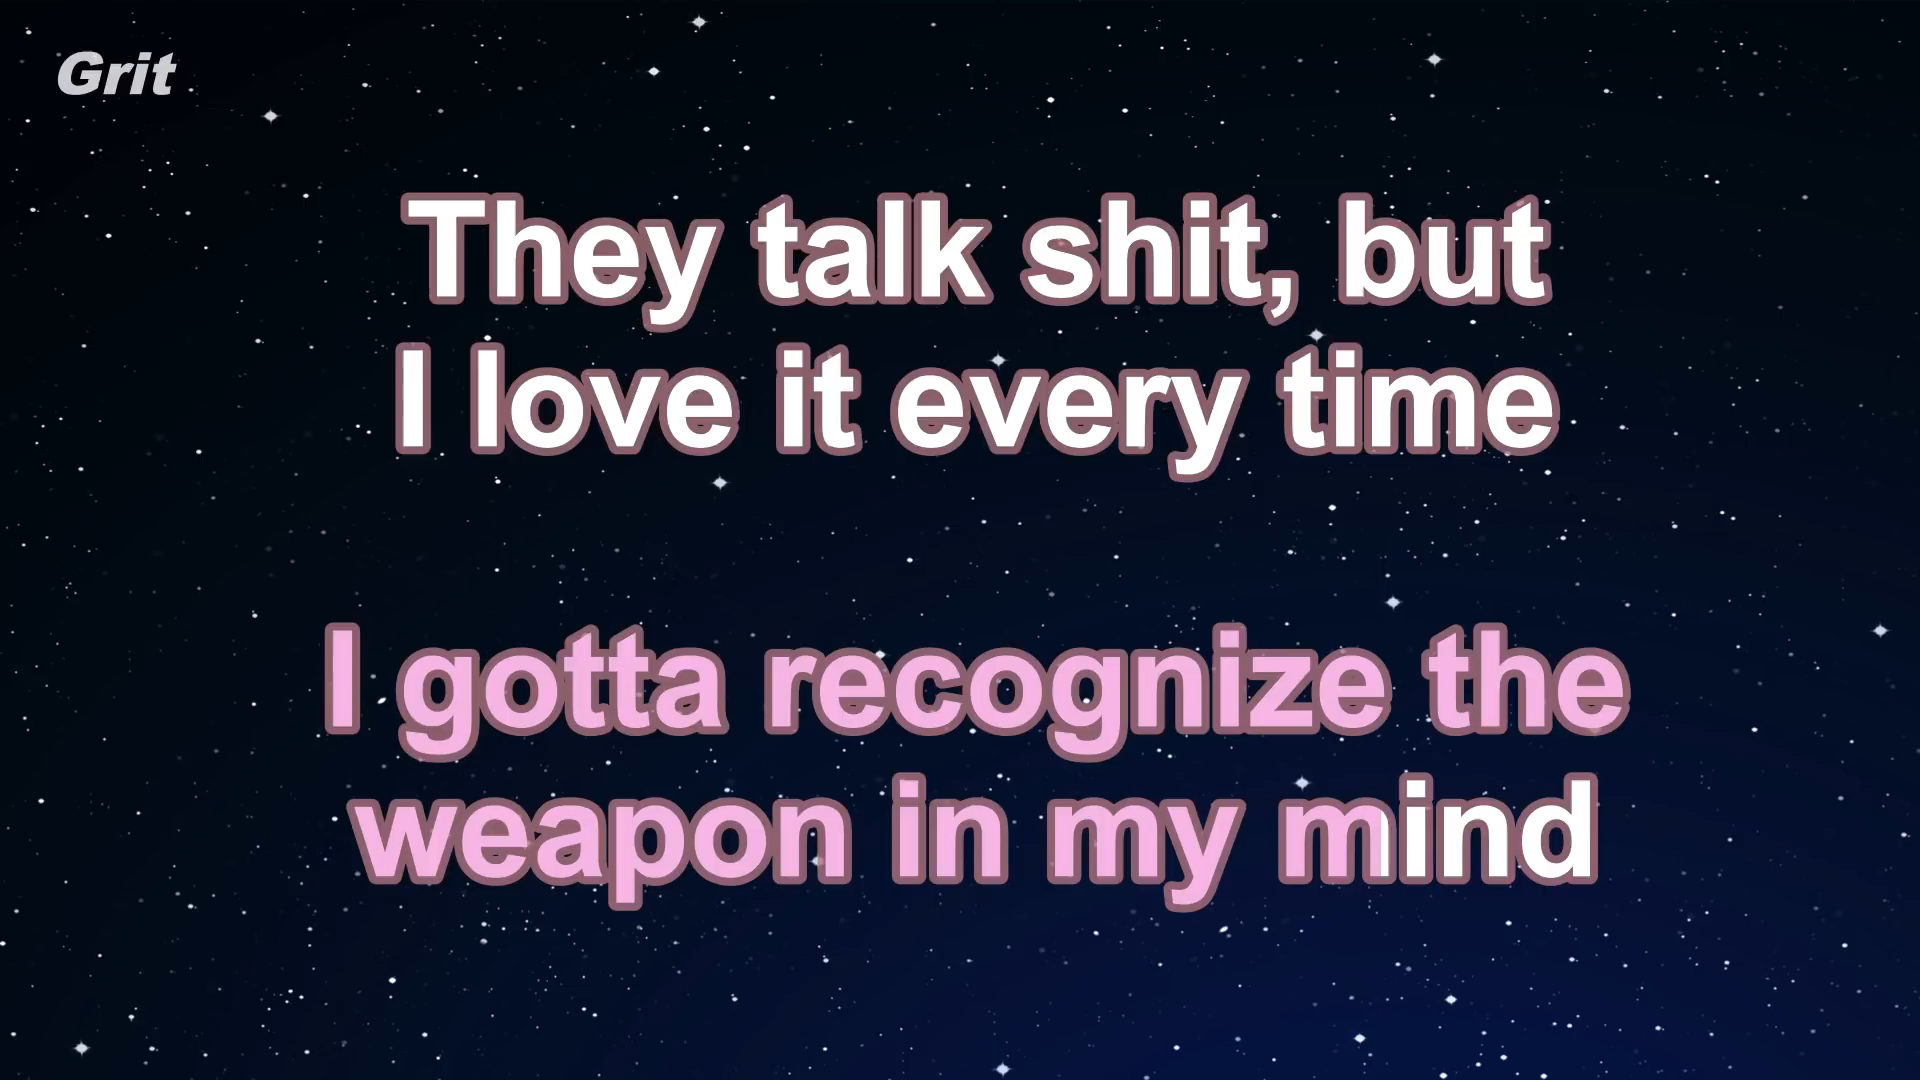 Grit
They talk shit, but
I love it every time
I gotta recognize the
weapon in my mind